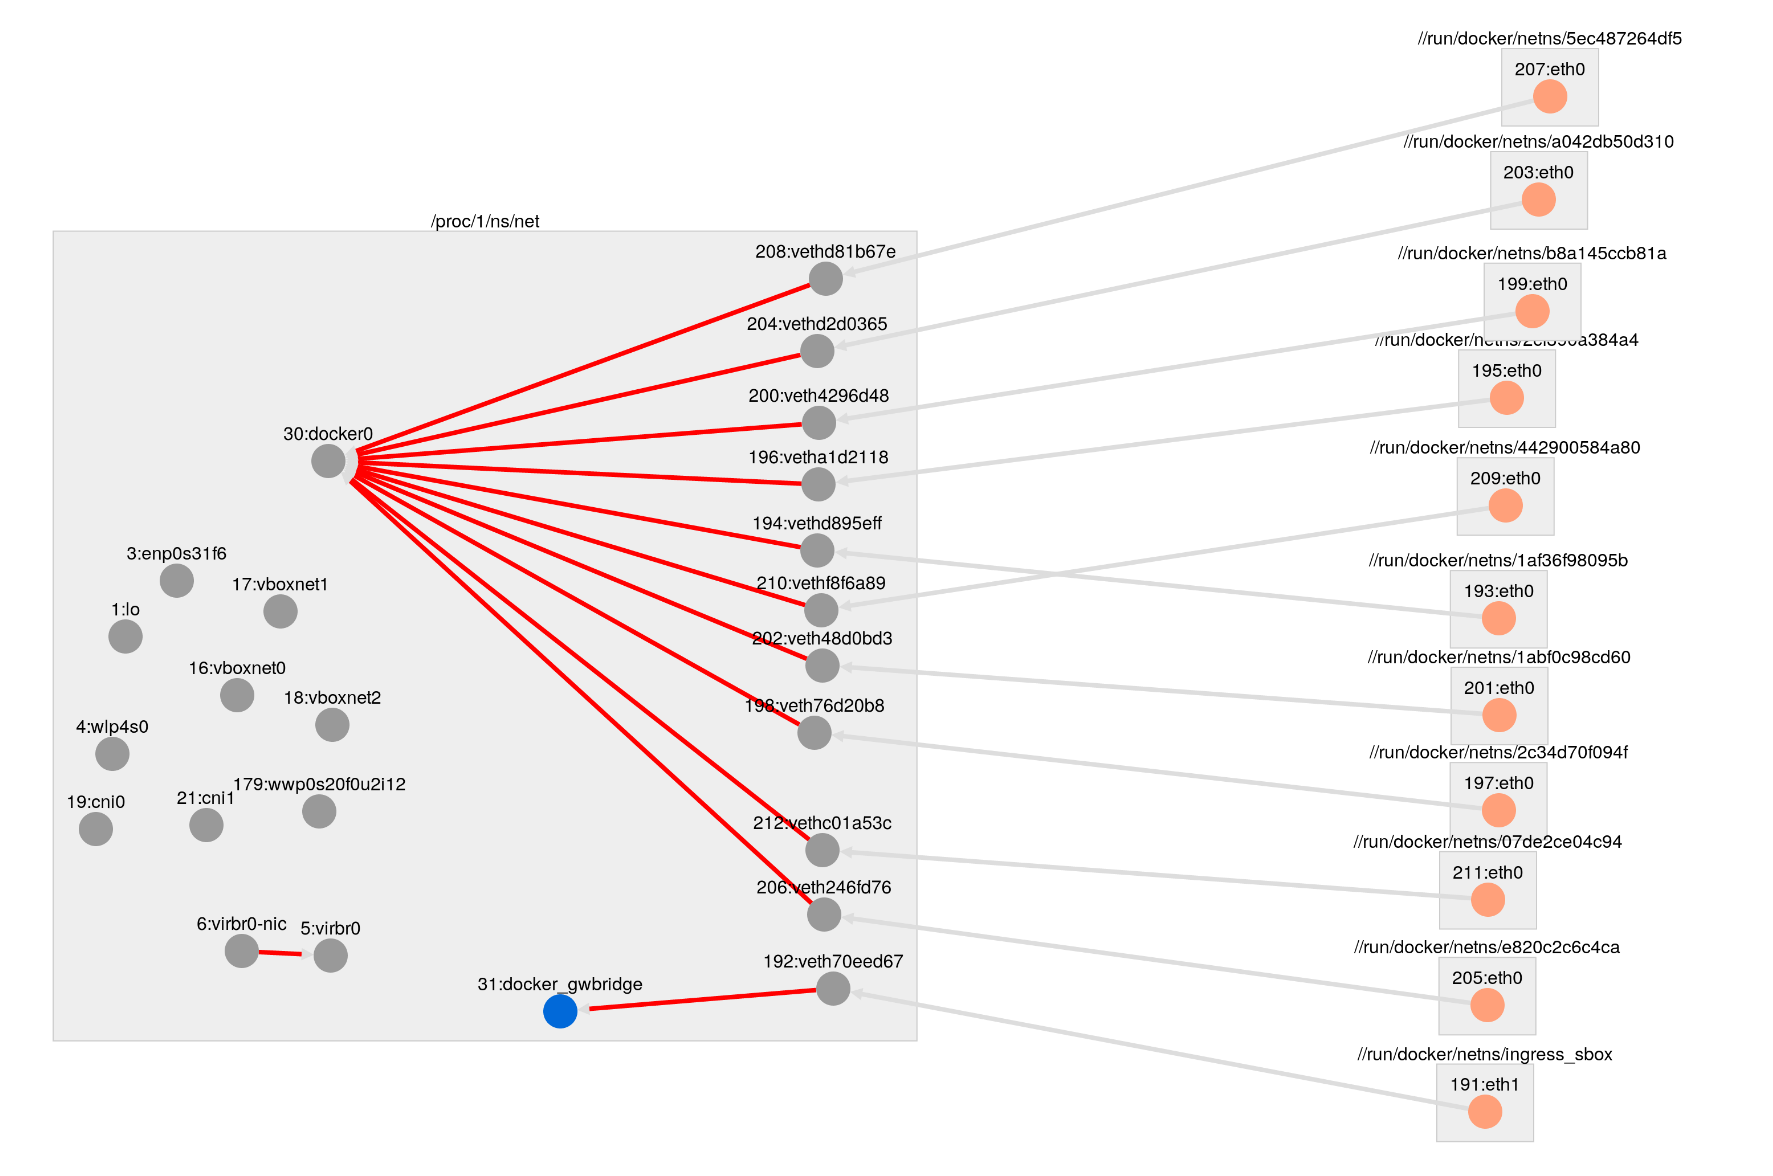 //run/docker/netns/5ec487264df5
207:eth0
//run/docker/netns/a042db50d310
203:eth0
/proc/1/ns/net
208:vethd81b67e
//run/docker/netns/b8a145ccb81a
199:eth0
204:vethd2d0365
a384a4
195:eth0
200:veth4296d48
30:docker0
//run/docker/netns/442900584a80
196:vetha1d2118
209:eth0
194:vethd895eff
3:enp0s31f6
//run/docker/netns/1af36f98095b
17:vboxnet1
210:vethf8f6a89
193:eth0
1:lo
202:veth48d0bd3
//run/docker/netns/1abf0c98cd60
16:vboxnet0
201:eth0
18:vboxnet2
198:veth76d20b8
4:wlp4s0
//run/docker/netns/2c34d70f094f
179:wwp0s20f0u2i12
197:eth0
19:cni0
21:cni1
212:vethc01a53c
//run/docker/netns/07de2ce04c94
211:eth0
206:veth246fd76
6:virbr0-nic
5:virbr0
//run/docker/netns/e820c2c6c4ca
192:veth70eed67
205:eth0
31:docker_gwbridge
//run/docker/netns/ingress_sbox
191:eth1